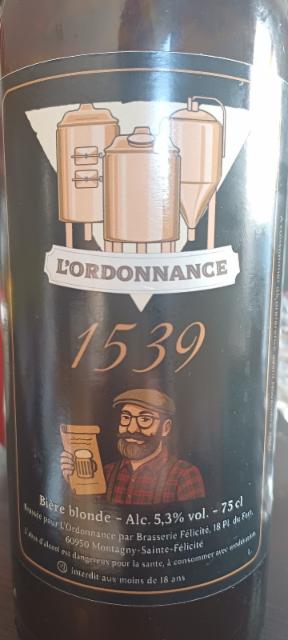 L'ORDONNANCE
1539
Bière blonde - Alc. 5,3% vol. - 75 cl
Brassée pour L'Ordonnance par Brasserie Félicité, 18 Pl. du Fayt,
60950 Montagny-Sainte-Félicité
L'abus d'alcool est dangereux pour la santé, à consommer avec modération.
interdit aux moins de 18 ans